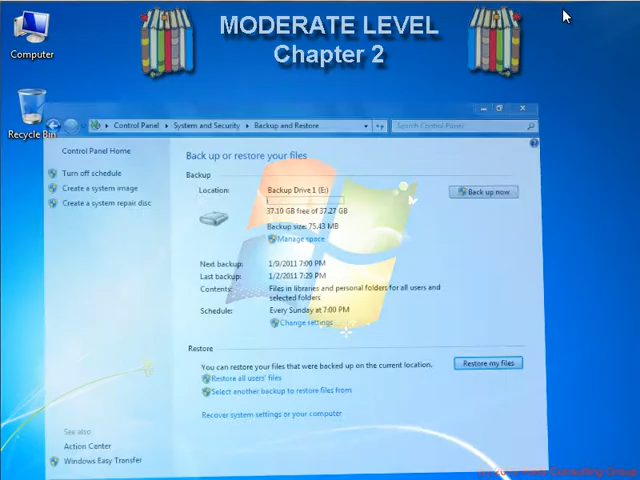 MODERATE LEVEL
Chapter 2
Computer
Recycle Bin
Control Panel ▸ System and Security ▸ Backup and Restore
Search Control Panel
Control Panel Home
Turn off schedule
Create a system image
Create a system repair disc
Back up or restore your files
Backup
Location: Backup Drive 1 (E:)
Back up now
37.10 GB free of 37.27 GB
Backup size: 75.43 MB
Manage space
Next backup: 1/9/2011 7:00 PM
Last backup: 1/2/2011 7:29 PM
Contents: Files in libraries and personal folders for all users and
selected folders
Schedule: Every Sunday at 7:00 PM
Change settings
Restore
You can restore your files that were backed up on the current location.
Restore my files
Restore all users' files
Select another backup to restore files from
Recover system settings or your computer
See also
Action Center
Windows Easy Transfer
Consulting Group